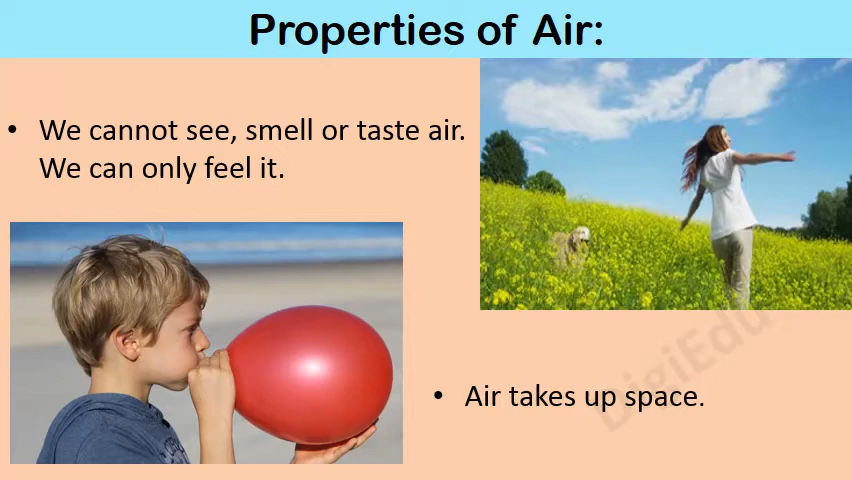 Properties of Air:
• We cannot see, smell or taste air.
We can only feel it.
• Air takes up space.
DigiEdu